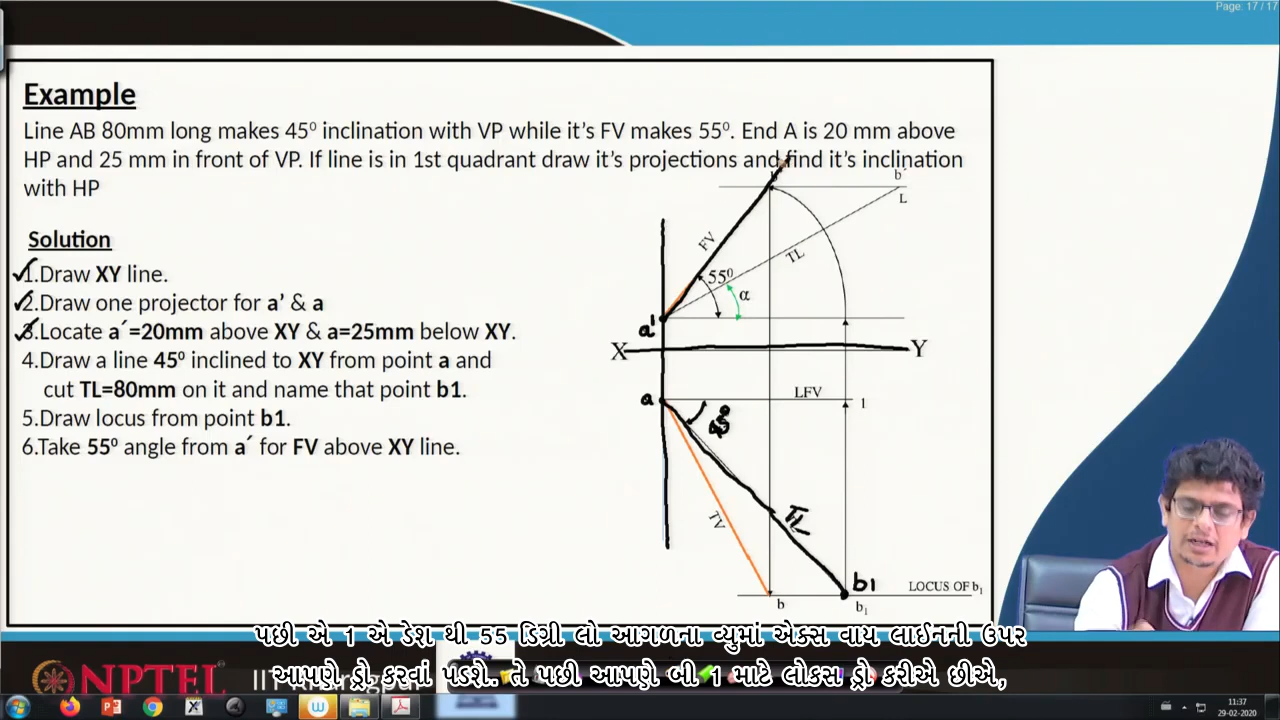 Page: 17 / 17
Example
Line AB 80mm long makes 45⁰ inclination with VP while it's FV makes 55⁰. End A is 20 mm above
HP and 25 mm in front of VP. If line is in 1st quadrant draw it's projections and find it's inclination
with HP
Solution
1.Draw XY line.
2.Draw one projector for a' & a
3.Locate a´=20mm above XY & a=25mm below XY.
4.Draw a line 45⁰ inclined to XY from point a and
cut TL=80mm on it and name that point b1.
5.Draw locus from point b1.
6.Take 55⁰ angle from a´ for FV above XY line.
b´
L
FV
TL
55⁰
α
a'
X
Y
a
LFV
1
45⁰
TV
TL
b1
LOCUS OF b₁
b
b₁
પછી એ 1 એ ડેશ થી 55 ડિગ્રી લો આગળના વ્યુમાં એક્સ વાય લાઈનની ઉપર
આપણે ડ્રો કરવાં પડશે. તે પછી આપણે બી 1 માટે લોકસ ડ્રો કરીએ છીએ,
NPTEL
11:37
29-02-2020